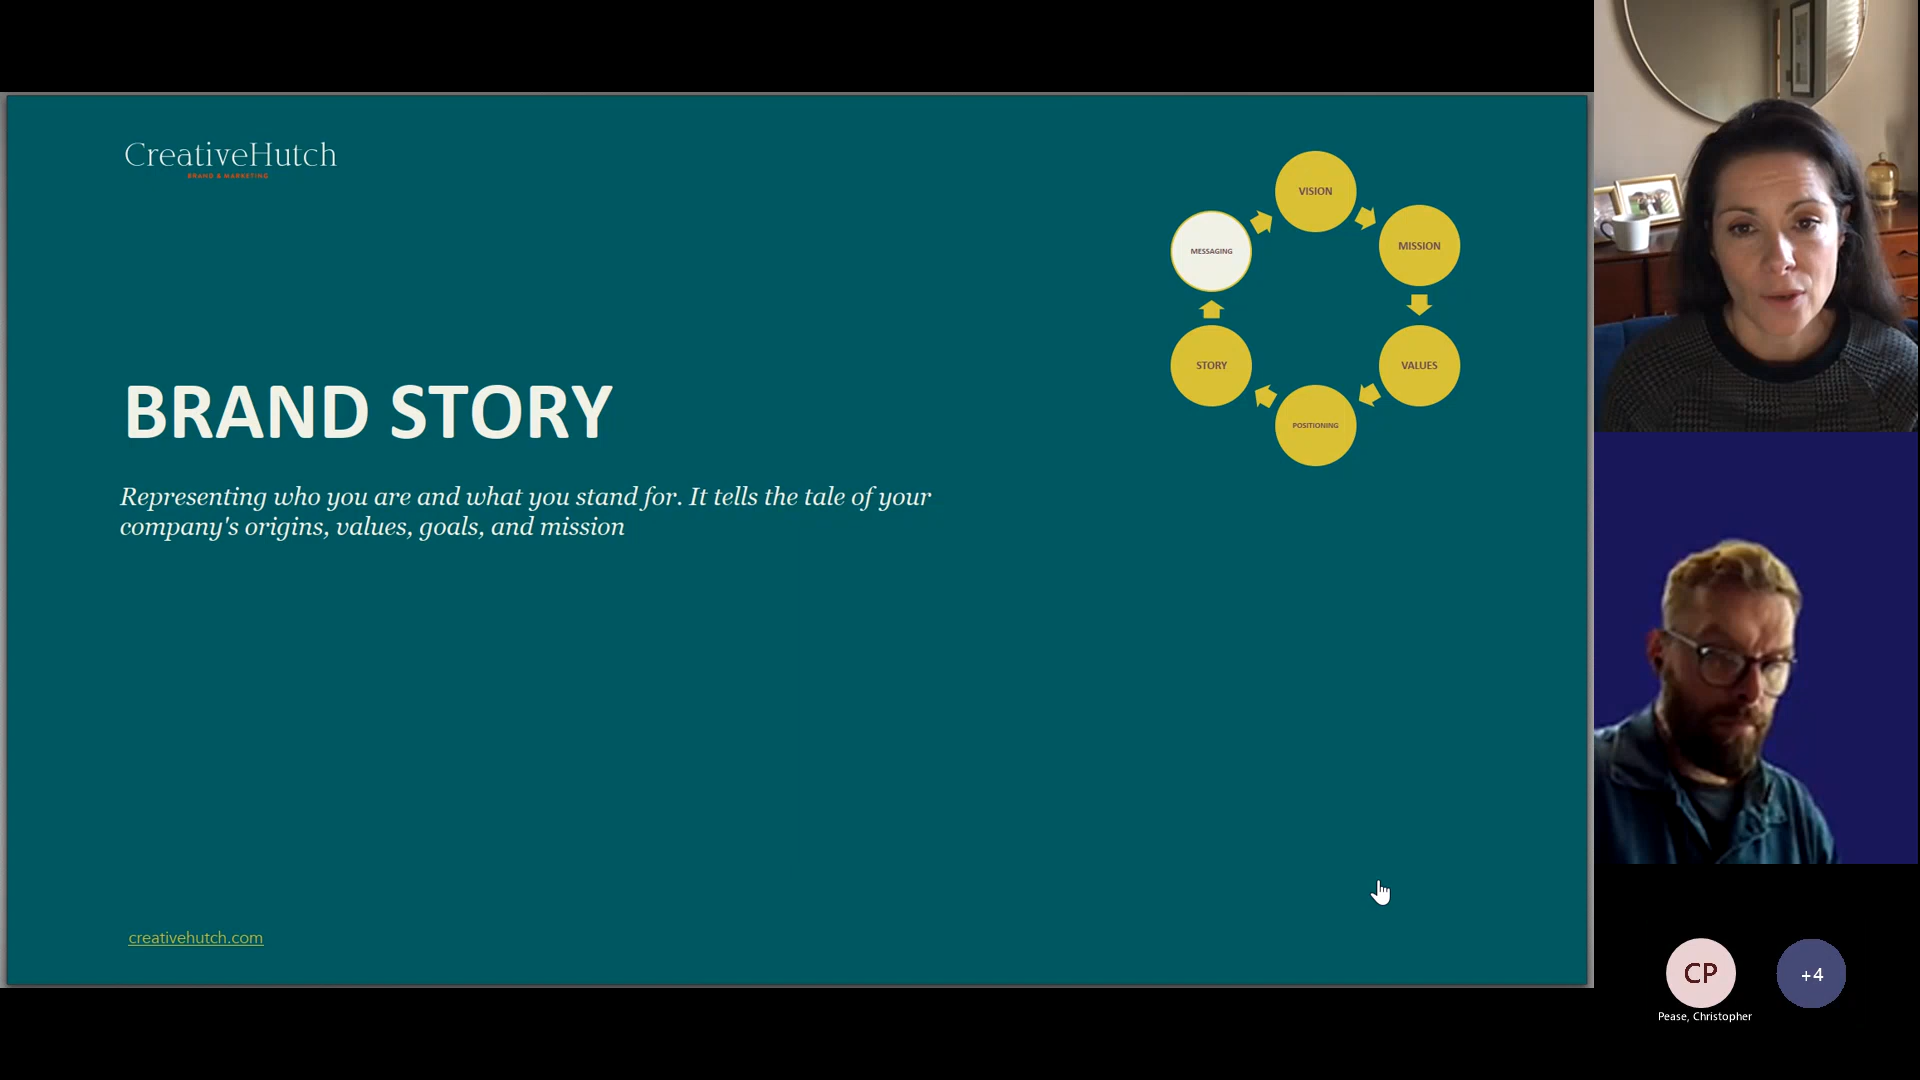 CreativeHutch
BRAND & MARKETING
VISION
MESSAGING
MISSION
STORY
VALUES
POSITIONING
BRAND STORY
Representing who you are and what you stand for. It tells the tale of your
company's origins, values, goals, and mission
creativehutch.com
CP
+4
Pease, Christopher